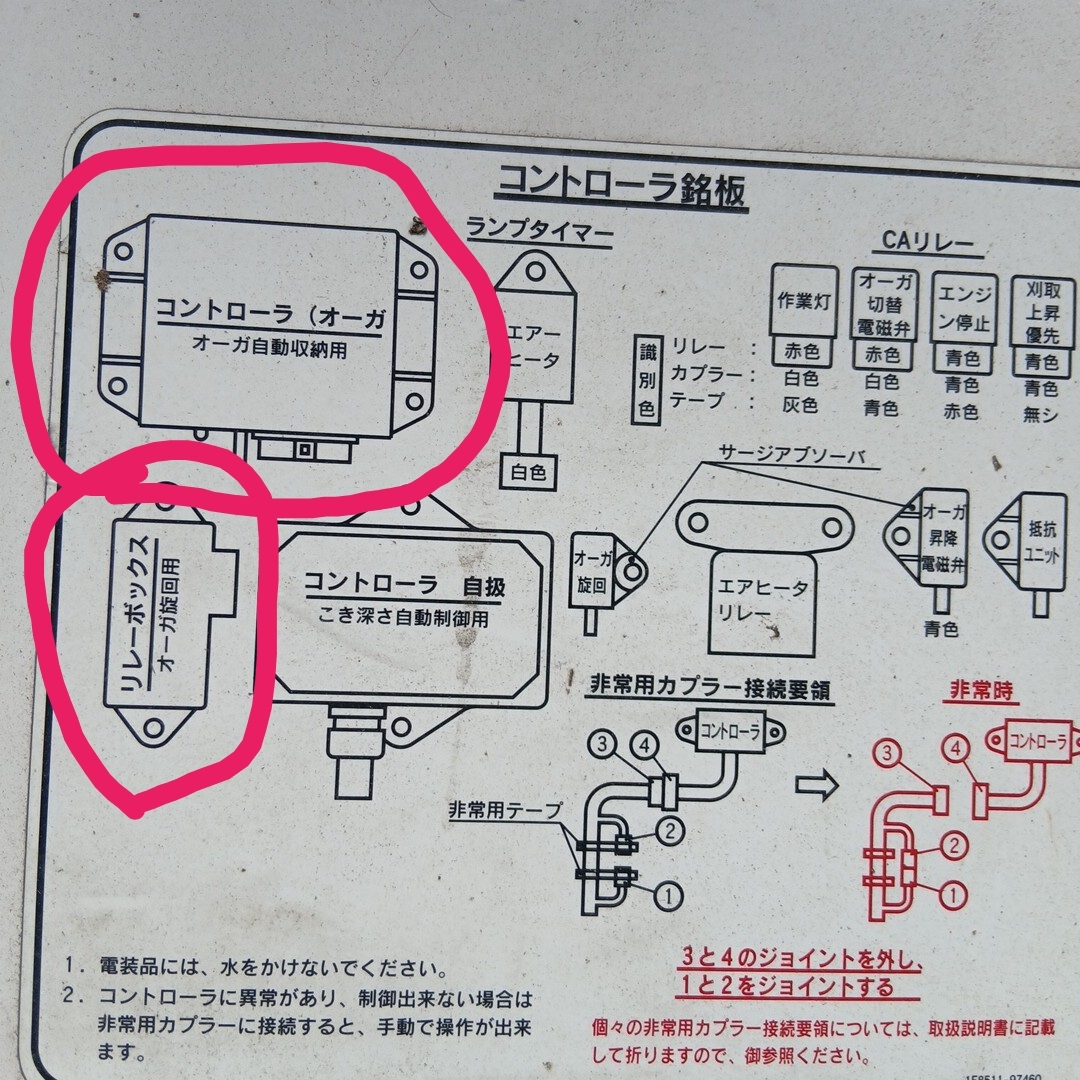 コントローラ銘板
コントローラ（オーガ
オーガ自動収納用
ランプタイマー
エアー
ヒータ
白色
CAリレー
作業灯
オーガ
切替
電磁弁
エンジ
ン停止
刈取
上昇
優先
識別色
リレー ： 赤色 赤色 青色 青色
カプラー： 白色 白色 青色 青色
テープ ： 灰色 青色 赤色 無シ
リレーボックス
オーガ旋回用
コントローラ 自扱
こき深さ自動制御用
サージアブソーバ
オーガ
旋回
エアヒータ
リレー
オーガ
昇降
電磁弁
青色
抵抗
ユニット
非常用カプラー接続要領
コントローラ
③ ④
非常用テープ
②
①
非常時
コントローラ
③ ④
②
①
3と4のジョイントを外し、
1と2をジョイントする
1．電装品には、水をかけないでください。
2．コントローラに異常があり、制御出来ない場合は
非常用カプラーに接続すると、手動で操作が出来
ます。
個々の非常用カプラー接続要領については、取扱説明書に記載
して折りますので、御参照ください。